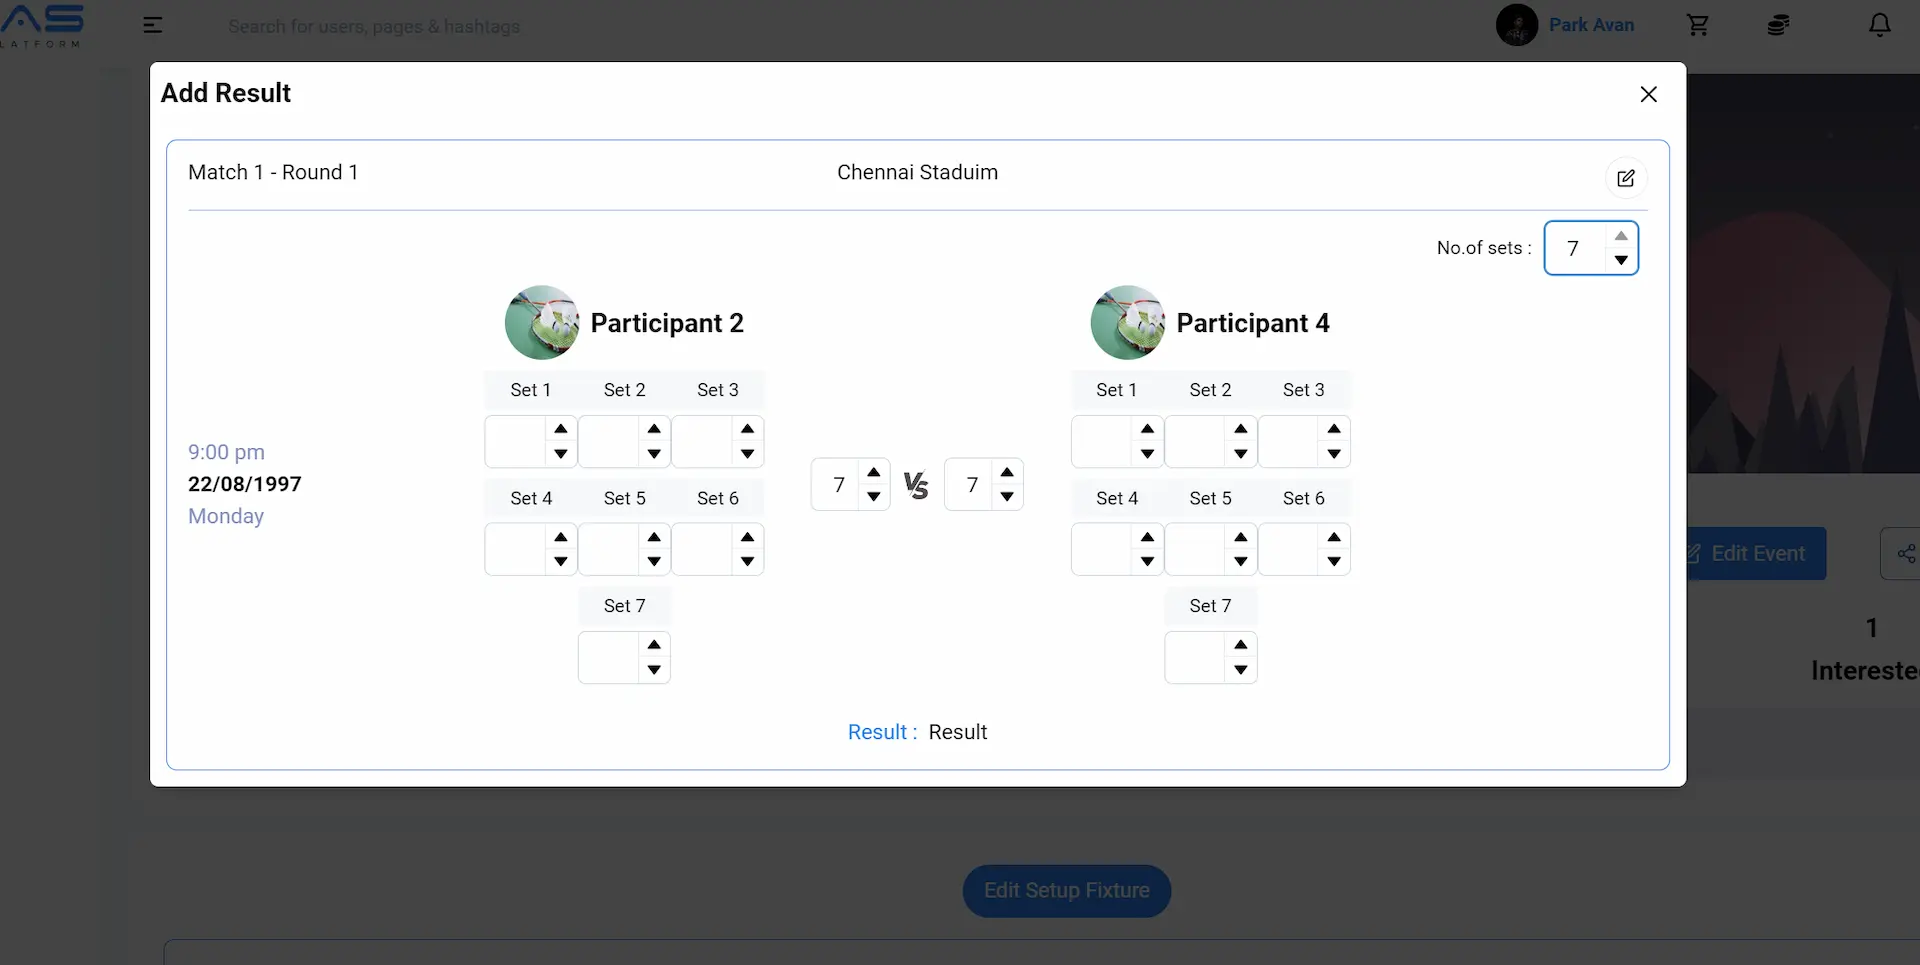 AS
LATFORM
Search for users, pages & hashtags
Park Avan
Add Result
Match 1 - Round 1
Chennai Staduim
No.of sets :
7
Participant 2
Participant 4
Set 1 Set 2 Set 3
Set 1 Set 2 Set 3
9:00 pm
22/08/1997
Monday
7 VS 7
Set 4 Set 5 Set 6
Set 4 Set 5 Set 6
Set 7
Set 7
Result : Result
Edit Event
1
Intereste
Edit Setup Fixture